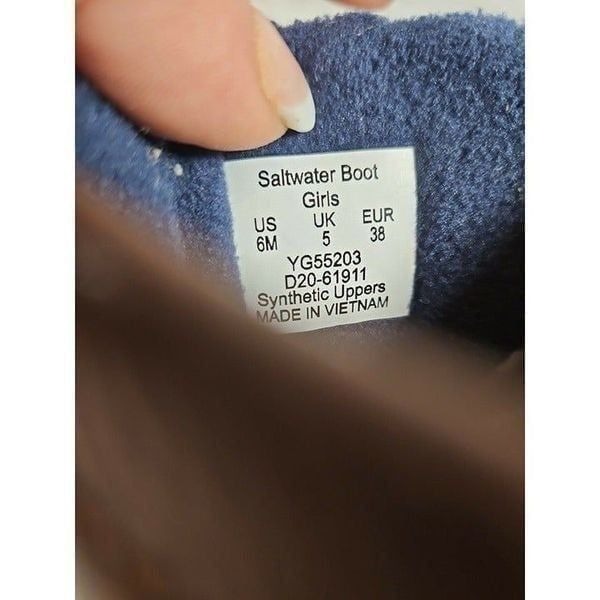 Saltwater Boot
Girls
US UK EUR
6M 5 38
YG55203
D20-61911
Synthetic Uppers
MADE IN VIETNAM